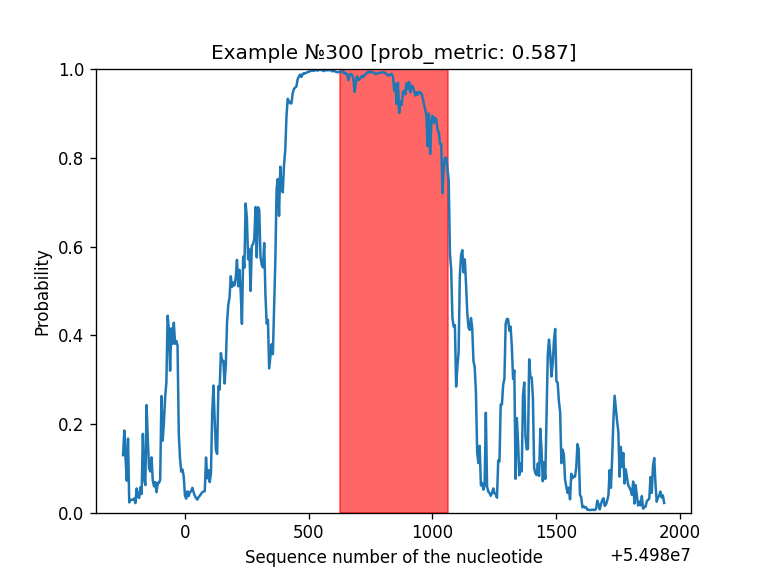 Example №300 [prob_metric: 0.587]
1.0
0.8
0.6
0.4
0.2
0.0
Probability
0
500
1000
1500
2000
Sequence number of the nucleotide
+5.498e7